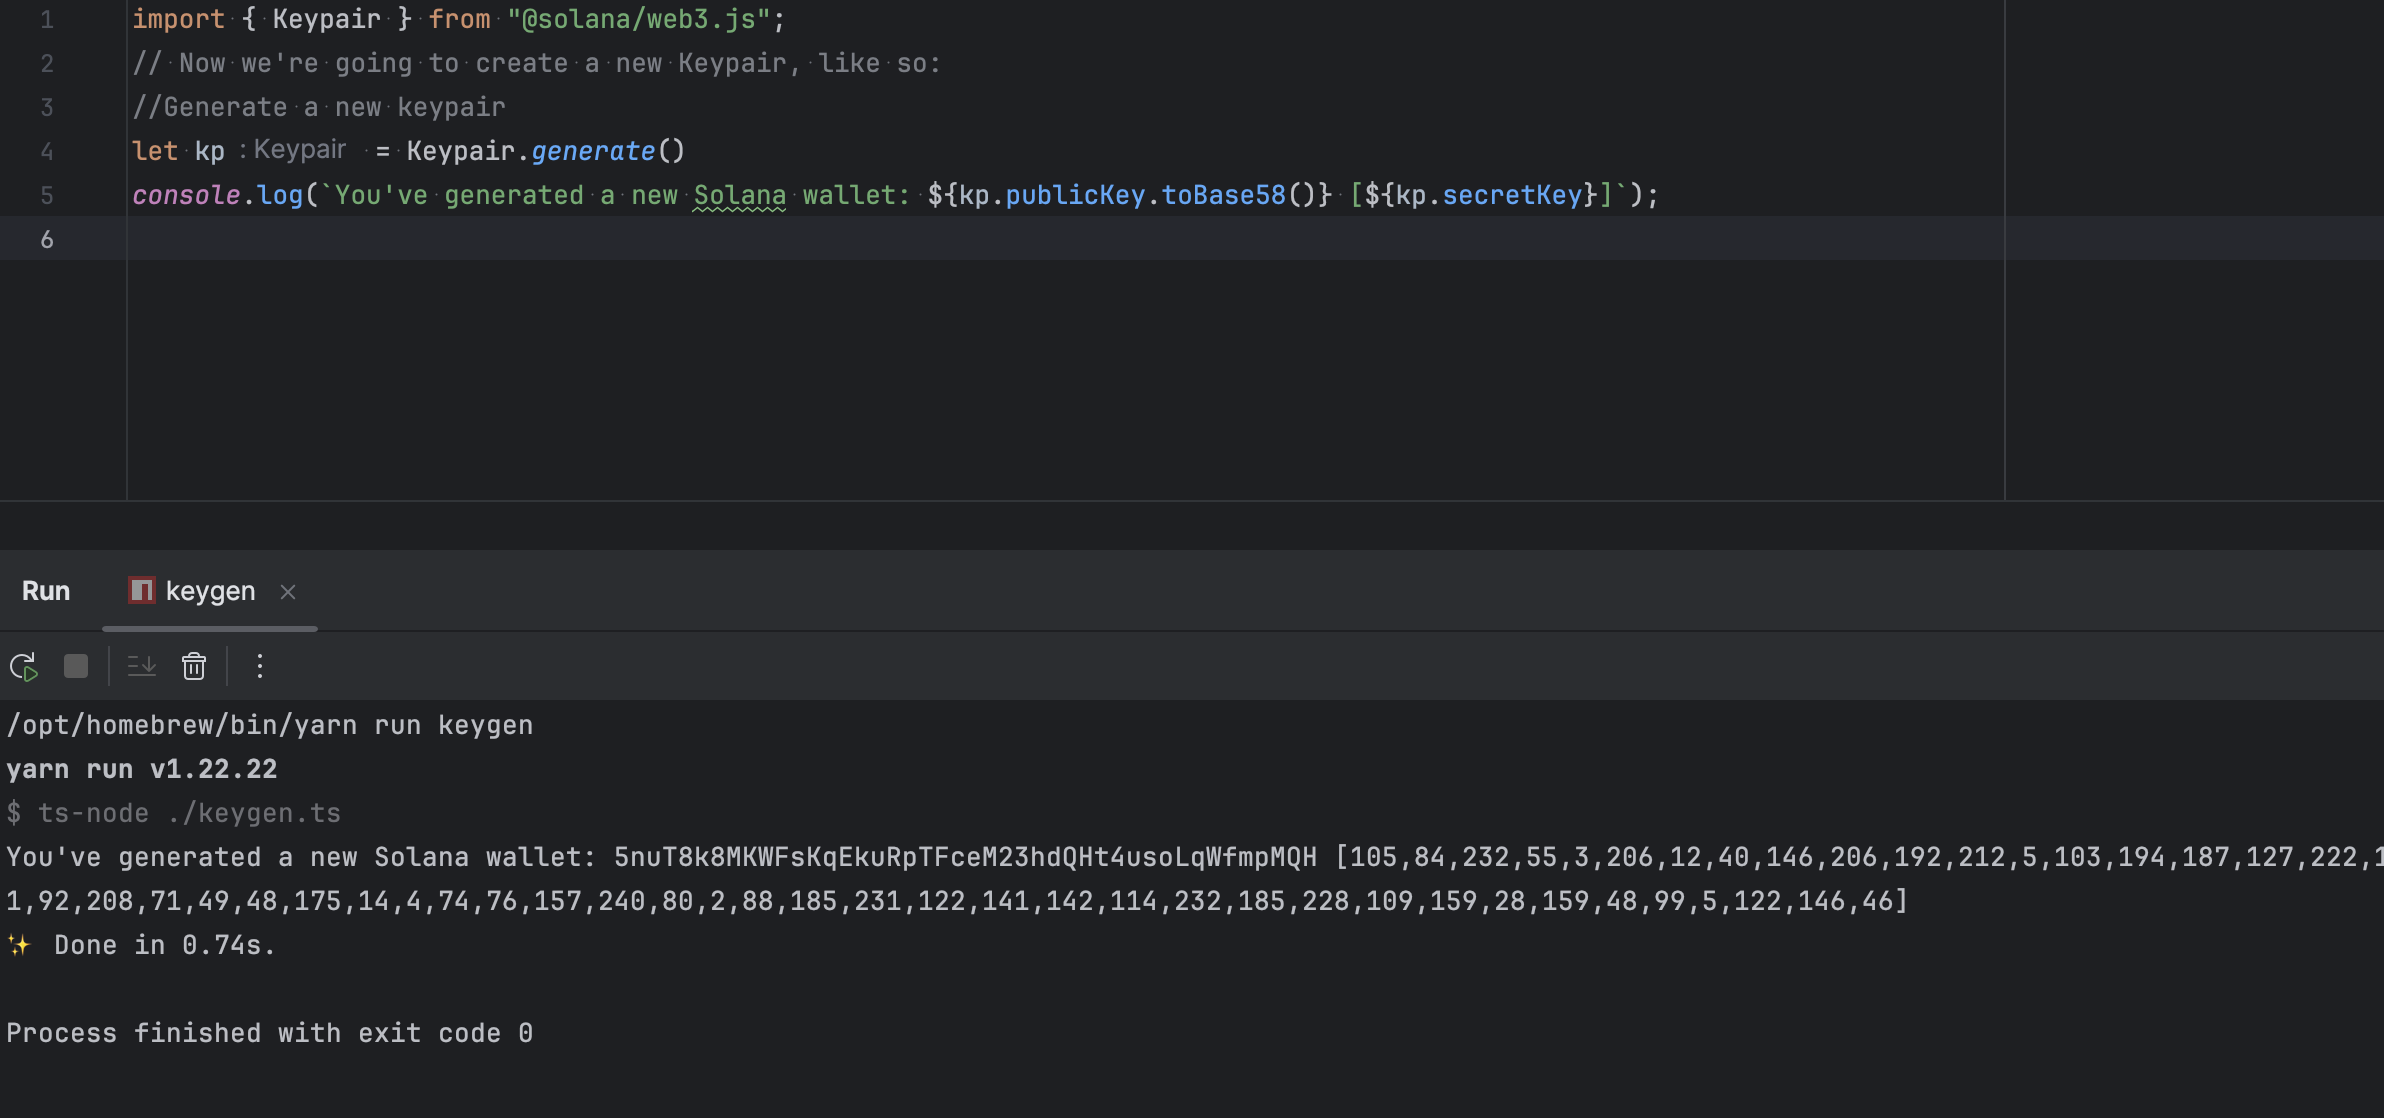 1 import { Keypair } from "@solana/web3.js";
2 // Now we're going to create a new Keypair, like so:
3 //Generate a new keypair
4 let kp : Keypair = Keypair.generate()
5 console.log(`You've generated a new Solana wallet: ${kp.publicKey.toBase58()} [${kp.secretKey}]`);
6
Run keygen
/opt/homebrew/bin/yarn run keygen
yarn run v1.22.22
$ ts-node ./keygen.ts
You've generated a new Solana wallet: 5nuT8k8MKWFsKqEkuRpTFceM23hdQHt4usoLqWfmpMQH [105,84,232,55,3,206,12,40,146,206,192,212,5,103,194,187,127,222,1
1,92,208,71,49,48,175,14,4,74,76,157,240,80,2,88,185,231,122,141,142,114,232,185,228,109,159,28,159,48,99,5,122,146,46]
✨ Done in 0.74s.
Process finished with exit code 0